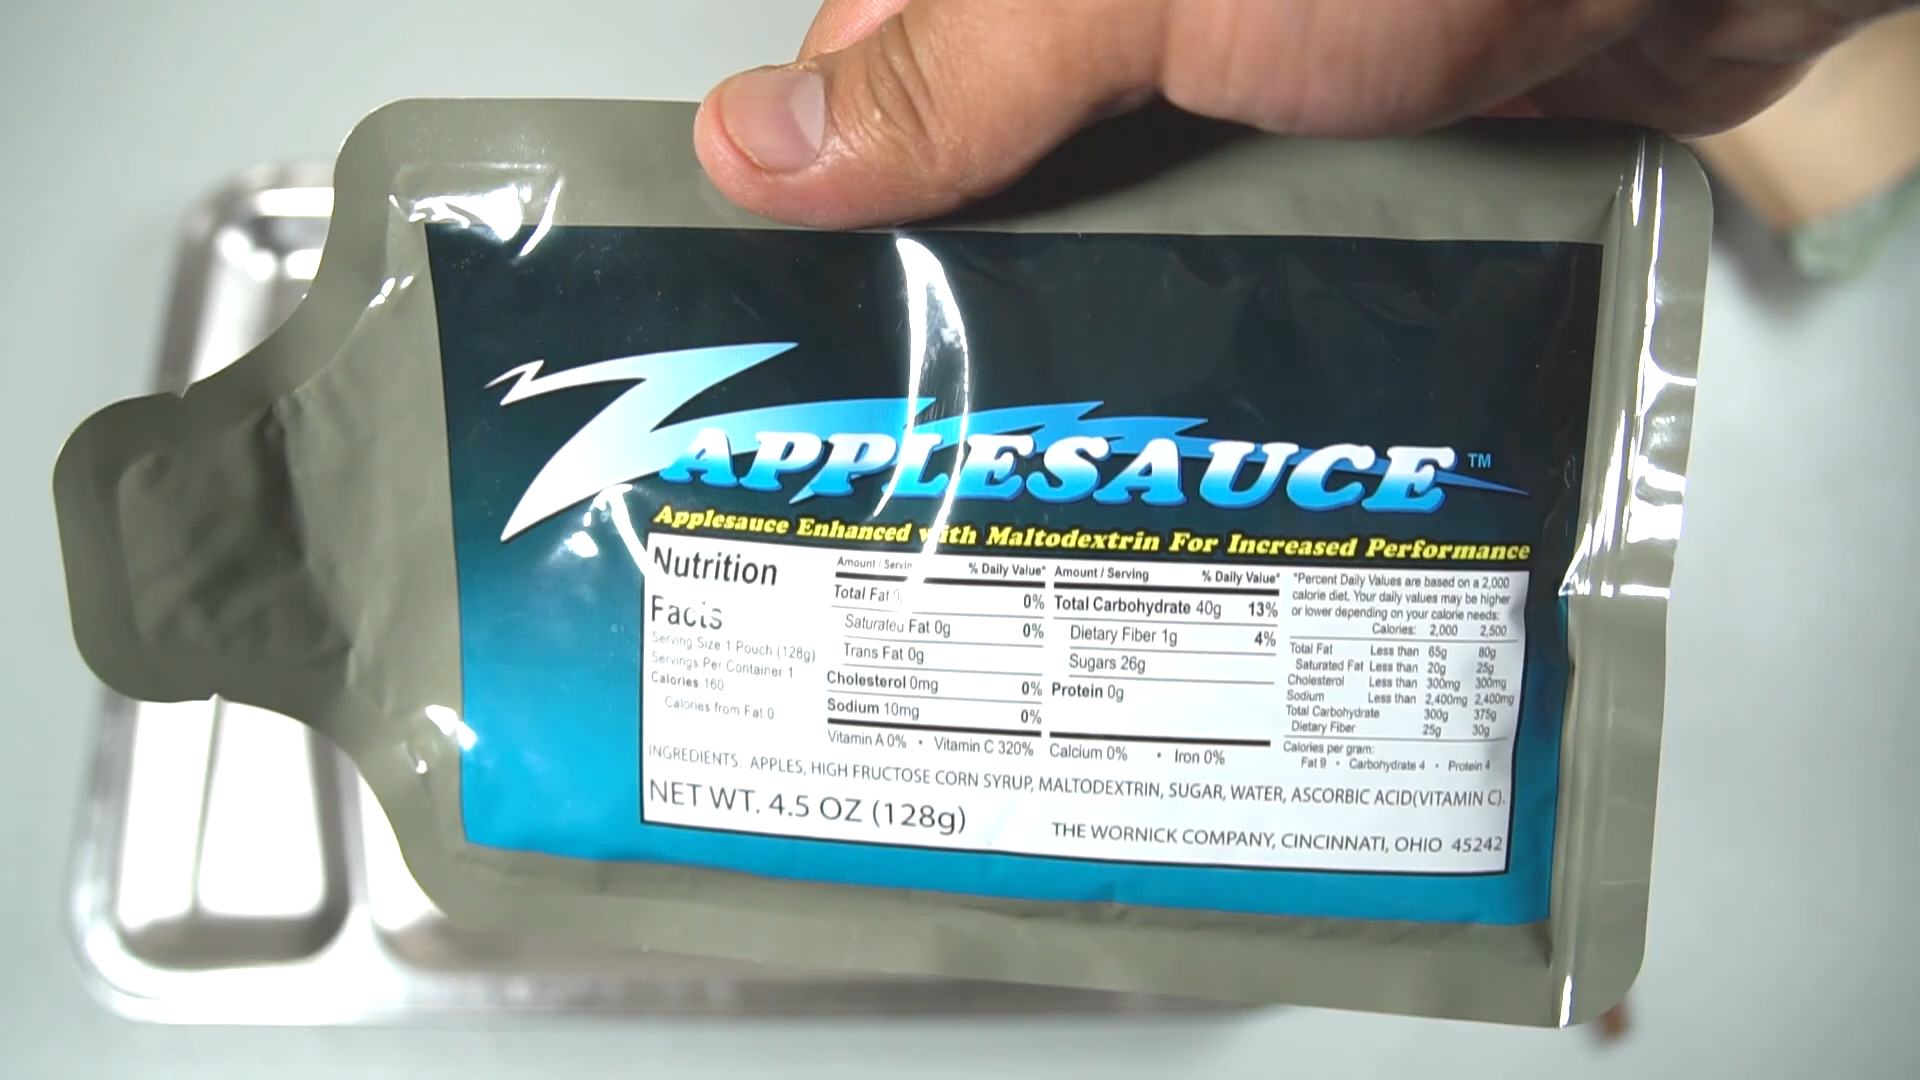 ZAPPLESAUCE™
Applesauce Enhanced with Maltodextrin For Increased Performance
Nutrition
Facts
Serving Size 1 Pouch (128g)
Servings Per Container 1
Calories 160
Calories from Fat 0
Amount / Serving % Daily Value*
Total Fat 0%
Saturated Fat 0g 0%
Trans Fat 0g
Cholesterol 0mg 0%
Sodium 10mg 0%
Vitamin A 0% • Vitamin C 320%
Amount / Serving % Daily Value*
Total Carbohydrate 40g 13%
Dietary Fiber 1g 4%
Sugars 26g
Protein 0g
Calcium 0% • Iron 0%
*Percent Daily Values are based on a 2,000
calorie diet. Your daily values may be higher
or lower depending on your calorie needs:
Calories: 2,000 2,500
Total Fat Less than 65g 80g
Saturated Fat Less than 20g 25g
Cholesterol Less than 300mg 300mg
Sodium Less than 2,400mg 2,400mg
Total Carbohydrate 300g 375g
Dietary Fiber 25g 30g
Calories per gram:
Fat 9 • Carbohydrate 4 • Protein 4
INGREDIENTS: APPLES, HIGH FRUCTOSE CORN SYRUP, MALTODEXTRIN, SUGAR, WATER, ASCORBIC ACID(VITAMIN C).
NET WT. 4.5 OZ (128g)
THE WORNICK COMPANY, CINCINNATI, OHIO 45242